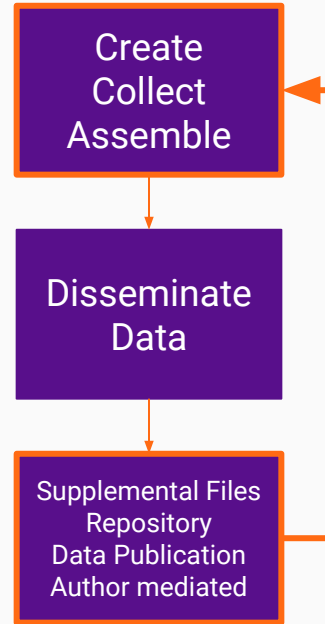 Create
Collect
Assemble
Disseminate
Data
Supplemental Files
Repository
Data Publication
Author mediated